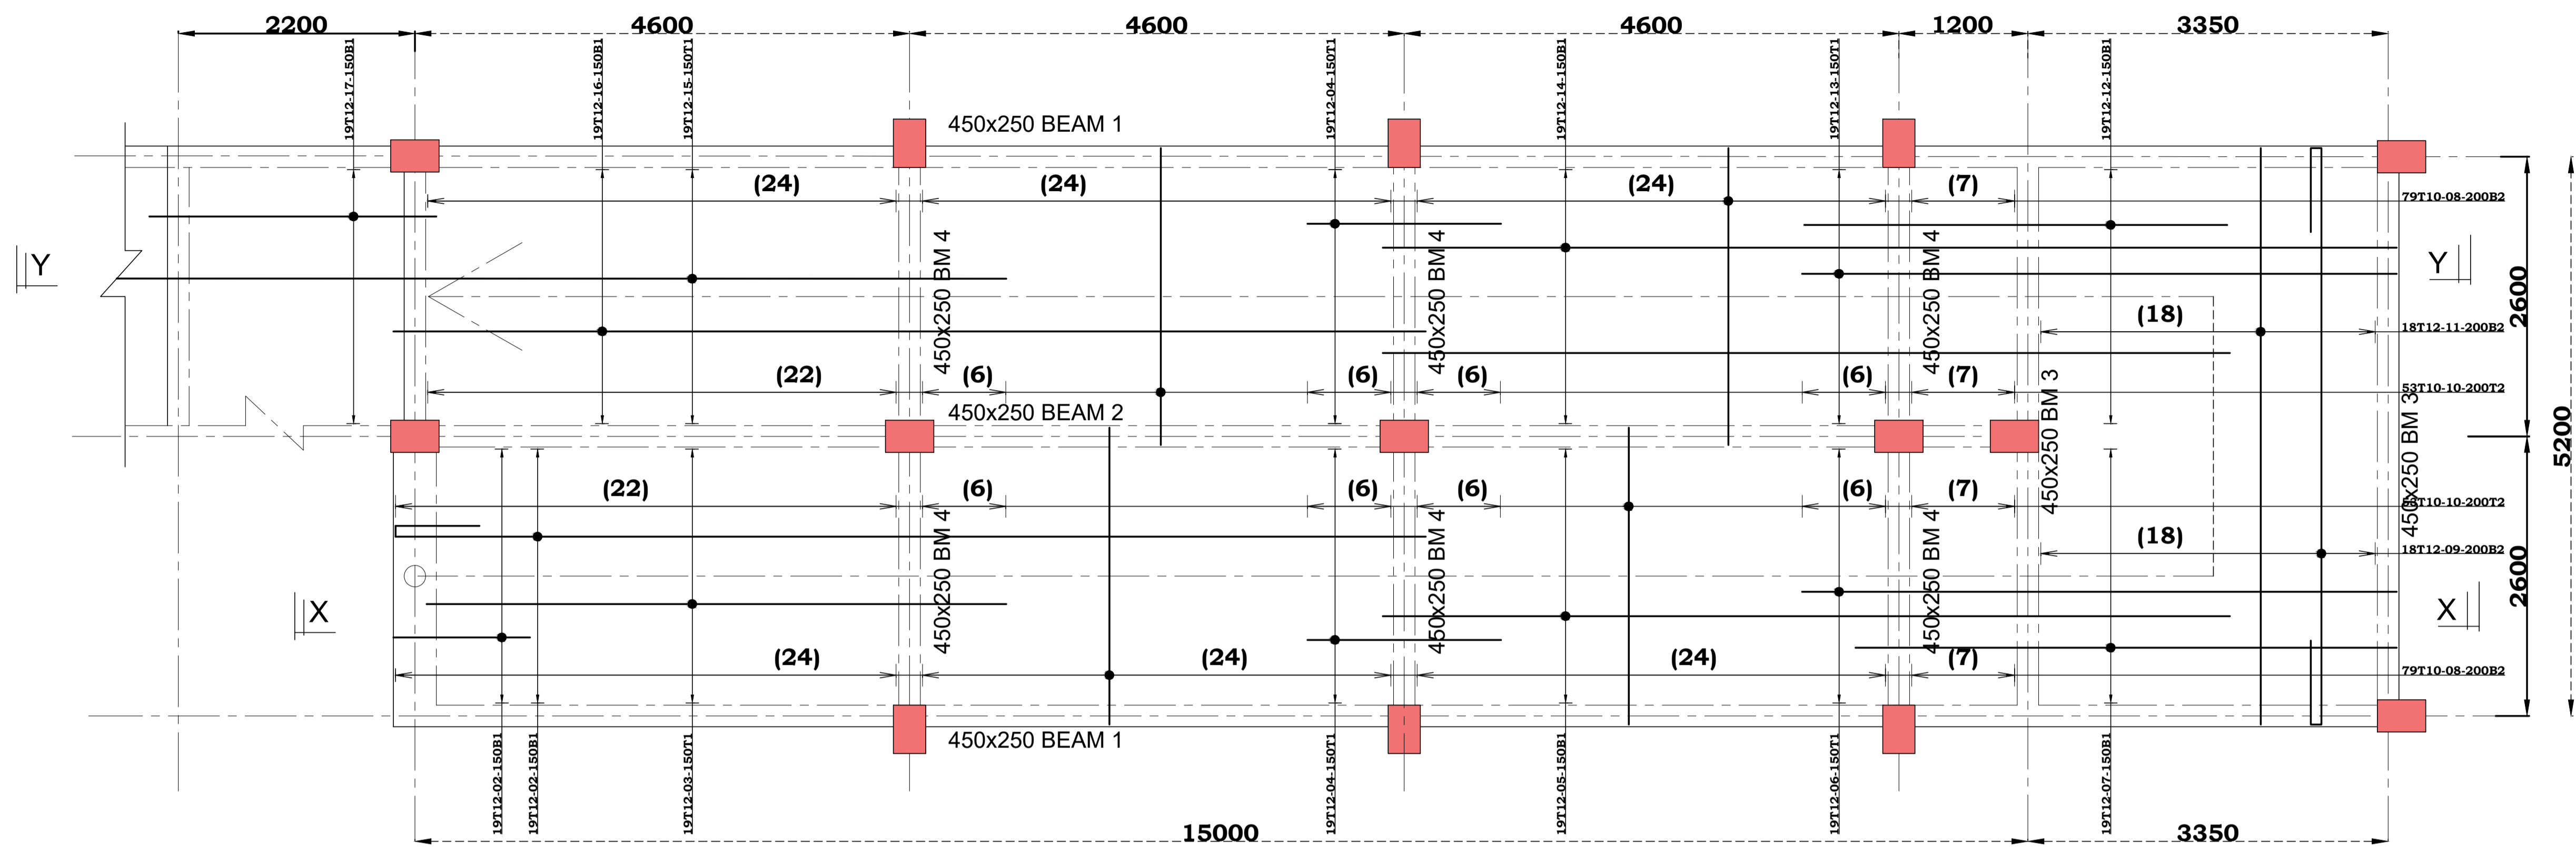 2200 4600 4600 4600 1200 3350
19T12-17-150B1
19T12-16-150B1
19T12-15-150T1
19T12-04-150T1
19T12-14-150B1
19T12-13-150T1
19T12-12-150B1
450x250 BEAM 1
(24) (24) (24) (7)
79T10-08-200B2
Y
Y
450x250 BM 4
450x250 BM 4
450x250 BM 4
2600
(18)
18T12-11-200B2
(22) (6) (6) (6) (6) (7)
53T10-10-200T2
450x250 BEAM 2
450x250 BM 3
450x250 BM 3
5200
(22) (6) (6) (6) (6) (7)
53T10-10-200T2
(18)
18T12-09-200B2
450x250 BM 4
450x250 BM 4
450x250 BM 4
2600
X
X
(24) (24) (24) (7)
79T10-08-200B2
450x250 BEAM 1
19T12-02-150B1
19T12-02-150B1
19T12-03-150T1
19T12-04-150T1
19T12-05-150B1
19T12-06-150T1
19T12-07-150B1
15000 3350